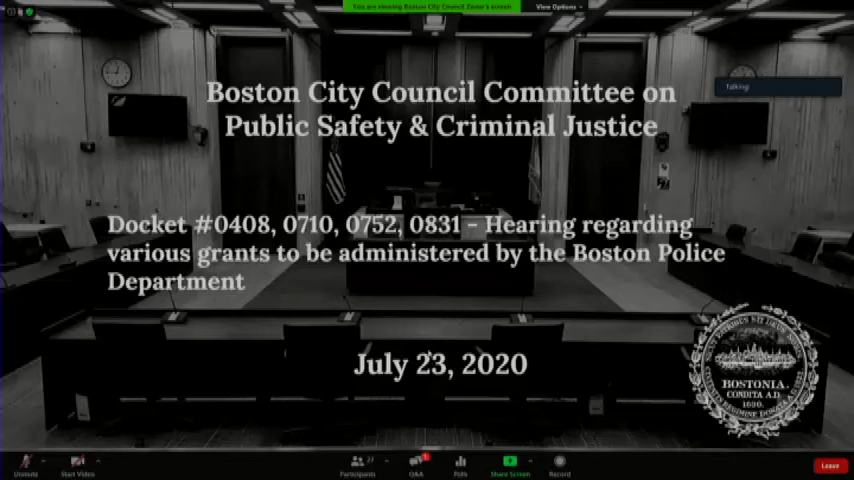 You are viewing Boston City Council Zoom's screen
View Options
Talking:
Boston City Council Committee on
Public Safety & Criminal Justice
Docket #0408, 0710, 0752, 0831 - Hearing regarding
various grants to be administered by the Boston Police
Department
July 23, 2020
BOSTONIA.
CONDITA A.D.
1630.
Unmute
Start Video
Participants
27
Q&A
1
Polls
Share Screen
Record
Leave